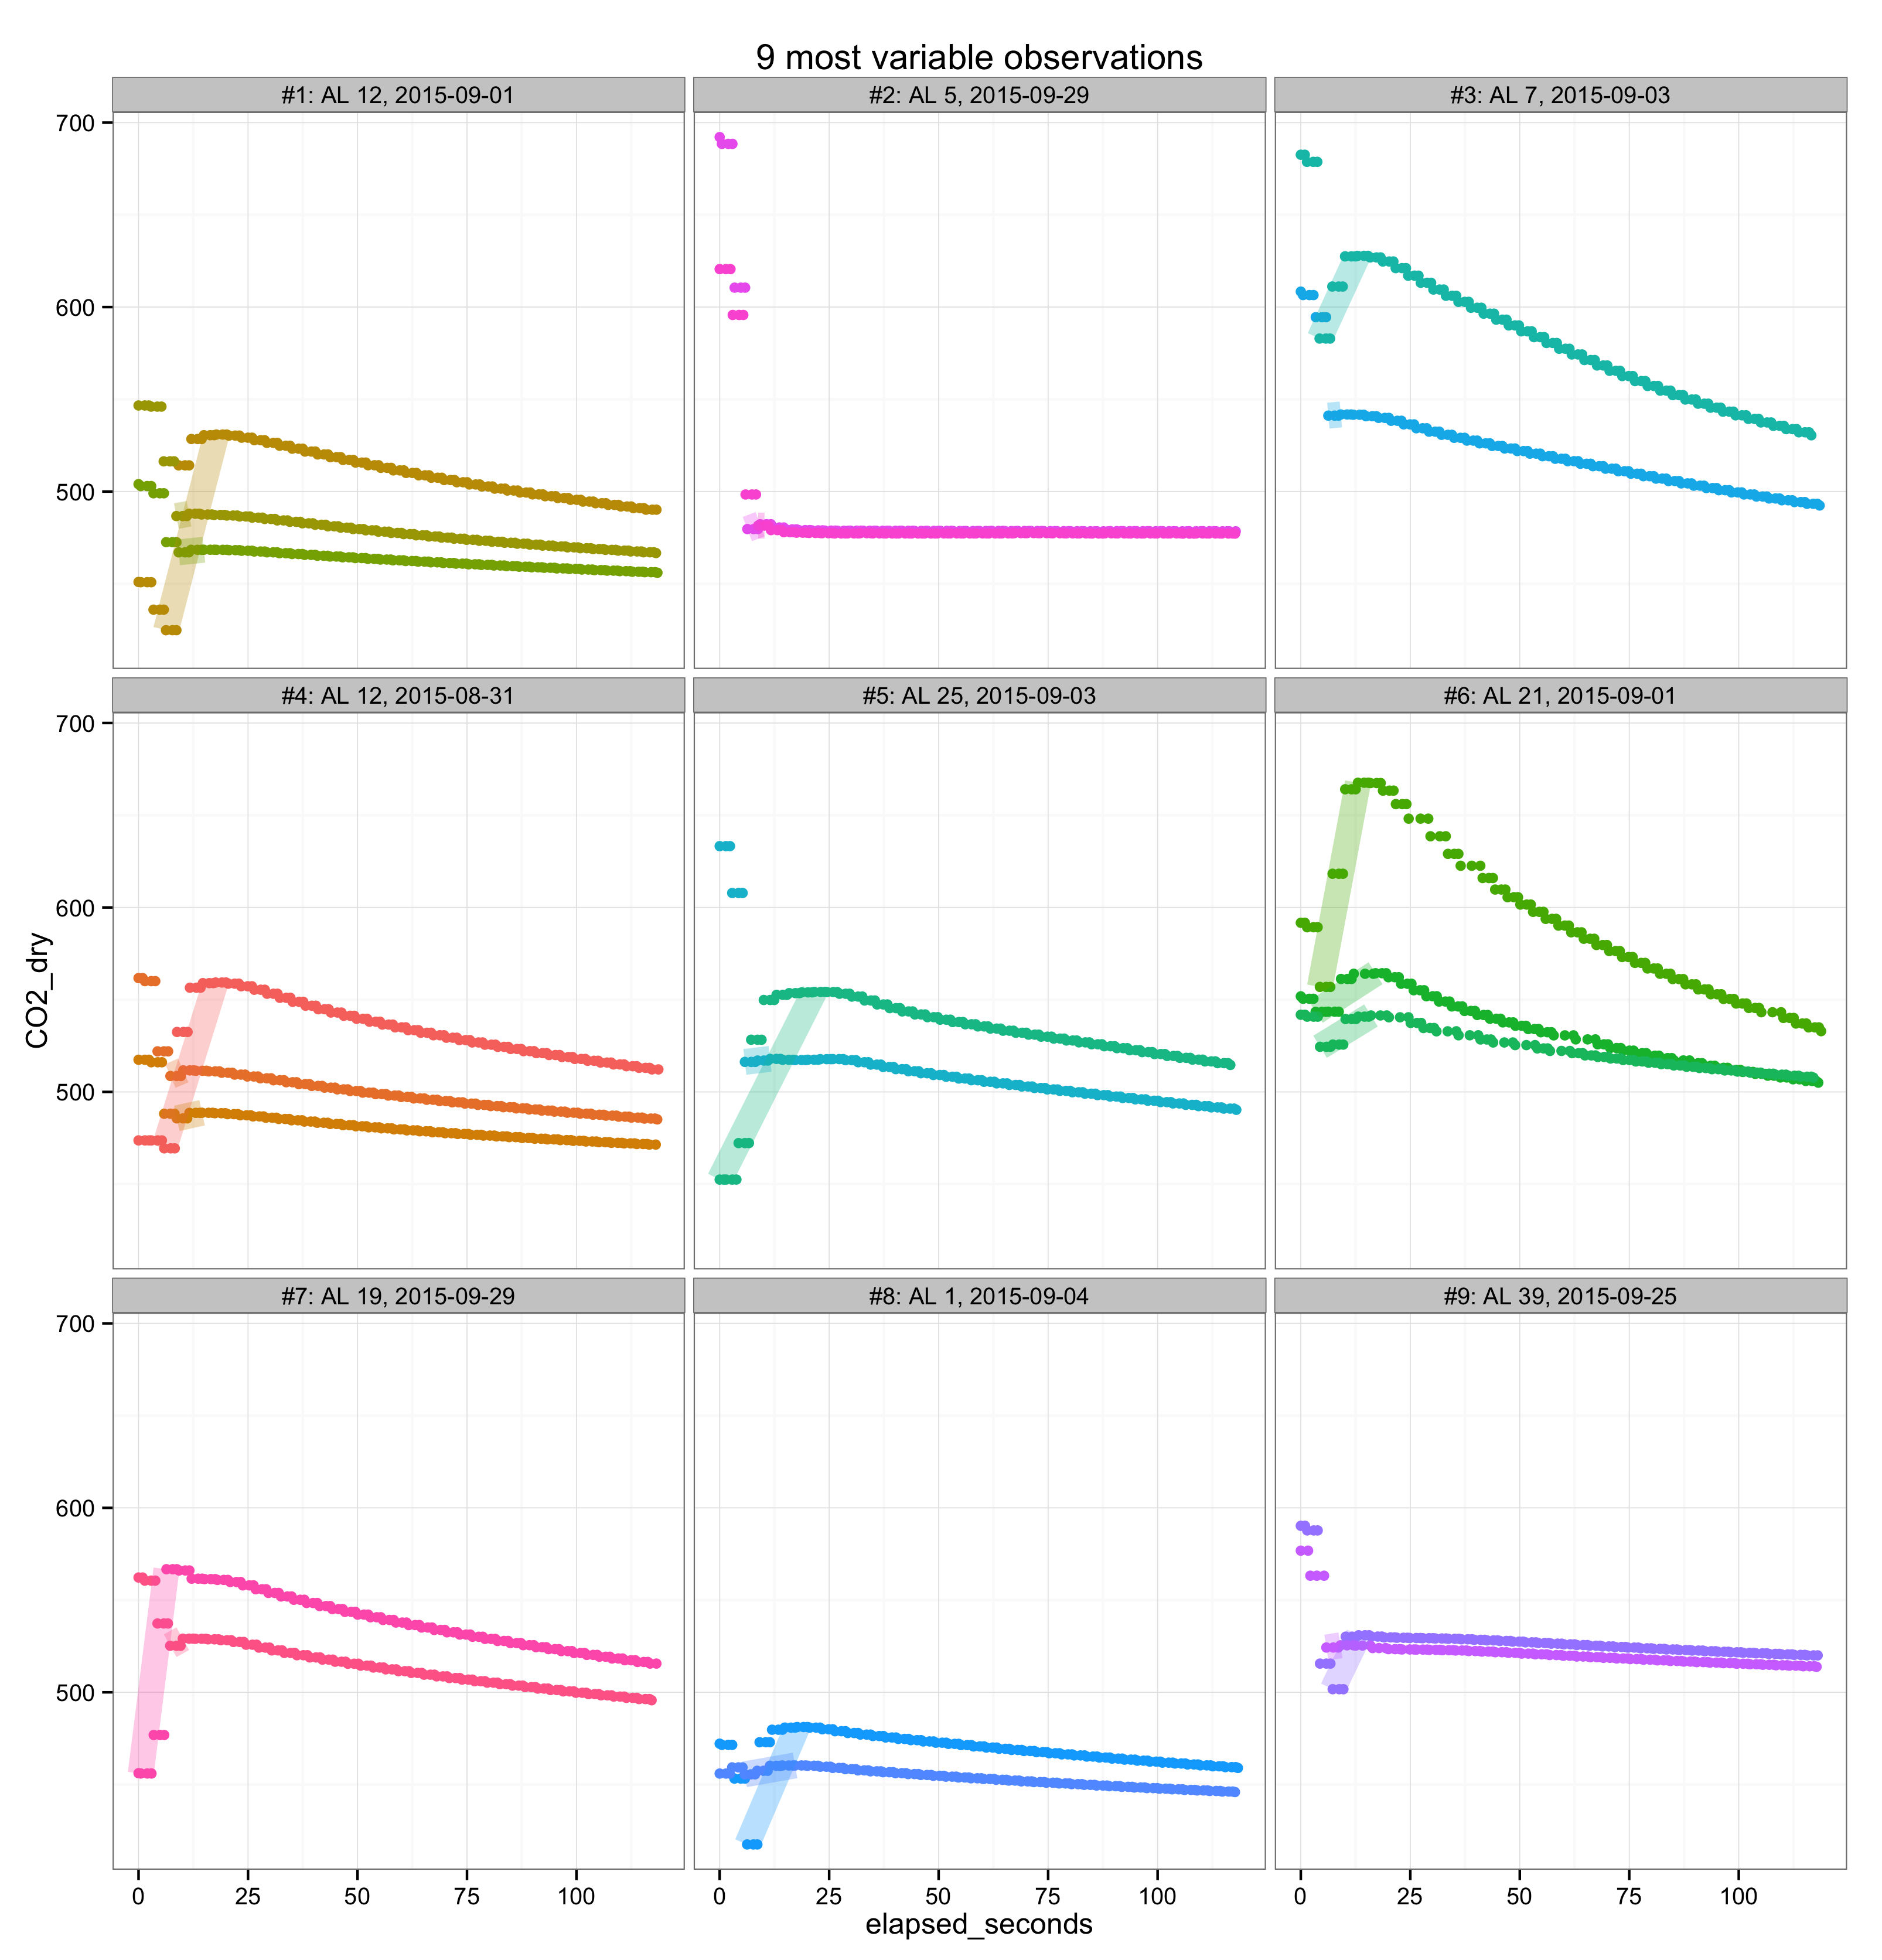 9 most variable observations
#1: AL 12, 2015-09-01
#2: AL 5, 2015-09-29
#3: AL 7, 2015-09-03
700
600
500
#4: AL 12, 2015-08-31
#5: AL 25, 2015-09-03
#6: AL 21, 2015-09-01
700
600
500
CO2_dry
#7: AL 19, 2015-09-29
#8: AL 1, 2015-09-04
#9: AL 39, 2015-09-25
700
600
500
0 25 50 75 100
0 25 50 75 100
0 25 50 75 100
elapsed_seconds